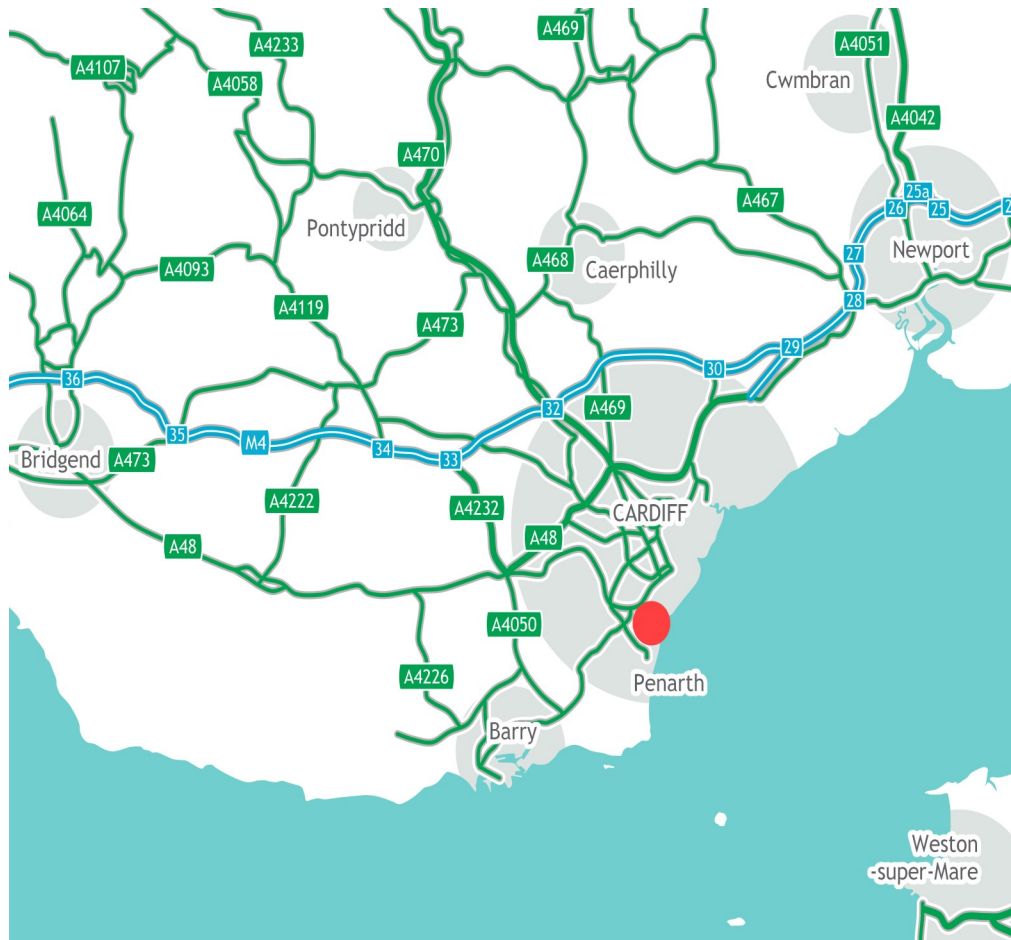 A4233
A469
A4051
A4107
A4058
Cwmbran
A4042
A470
25a
A467
A4064
26
25
Pontypridd
27
Newport
A468
Caerphilly
A4093
28
A4119
A473
29
30
36
32
A469
35
M4
34
33
Bridgend
A473
A4222
A4232
CARDIFF
A48
A48
A4050
A4226
Penarth
Barry
Weston
-super-Mare